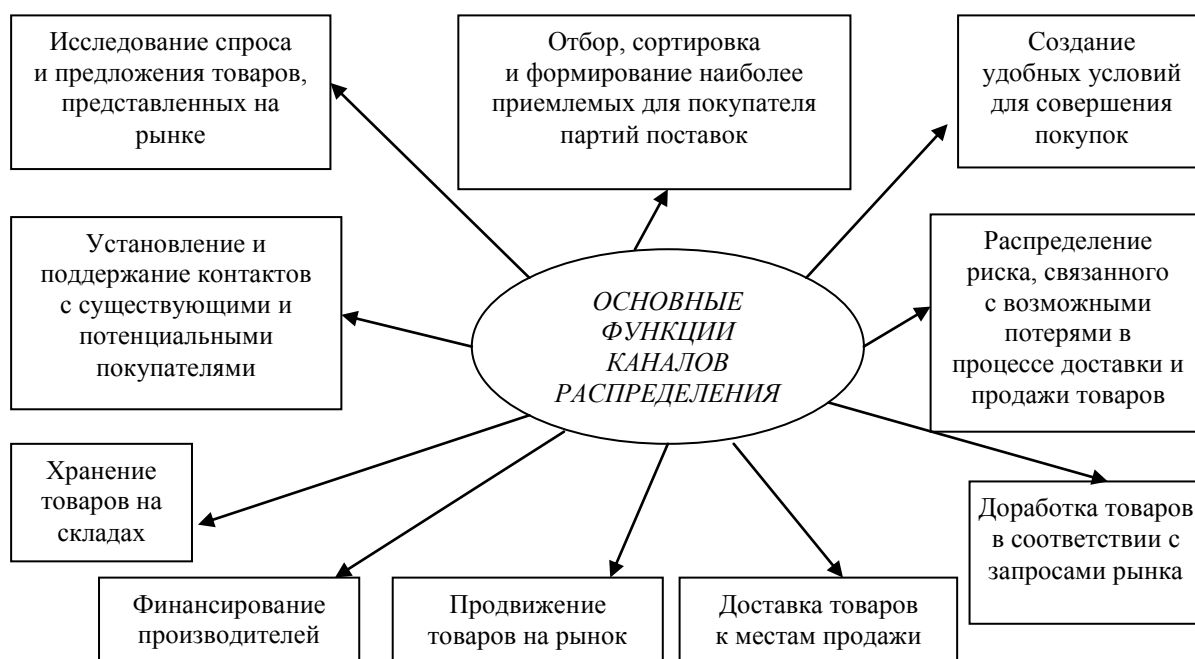 Исследование спроса
и предложения товаров,
представленных на
рынке
Отбор, сортировка
и формирование наиболее
приемлемых для покупателя
партий поставок
Создание
удобных условий
для совершения
покупок
Установление и
поддержание контактов
с существующими и
потенциальными
покупателями
ОСНОВНЫЕ
ФУНКЦИИ
КАНАЛОВ
РАСПРЕДЕЛЕНИЯ
Распределение
риска, связанного
с возможными
потерями в
процессе доставки и
продажи товаров
Хранение
товаров на
складах
Доработка товаров
в соответствии с
запросами рынка
Финансирование
производителей
Продвижение
товаров на рынок
Доставка товаров
к местам продажи